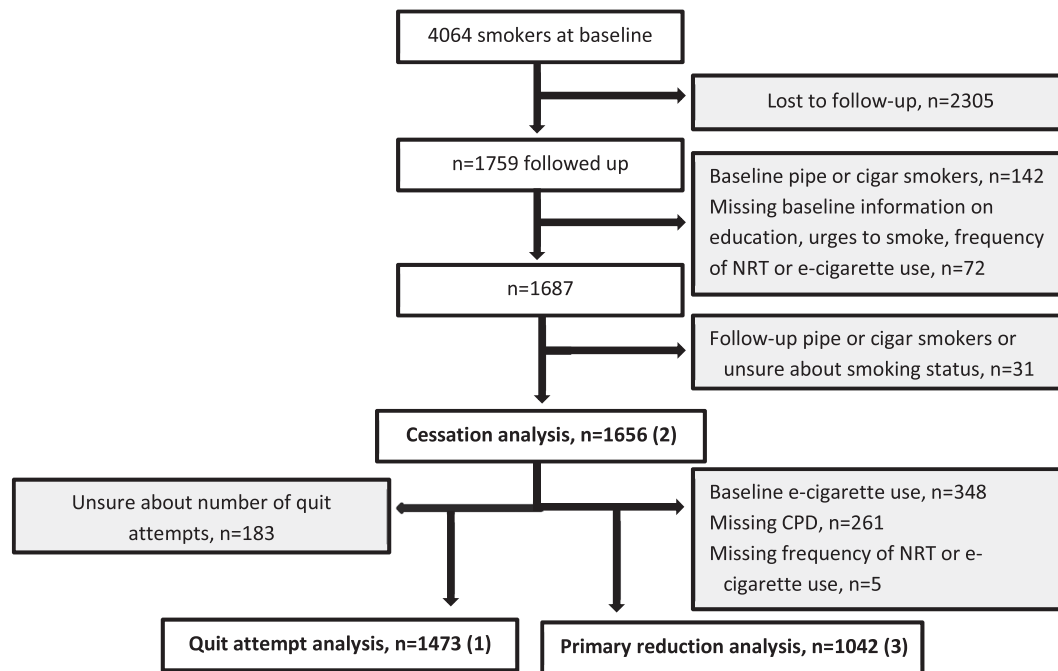 4064 smokers at baseline
Lost to follow-up, n=2305
n=1759 followed up
Baseline pipe or cigar smokers, n=142
Missing baseline information on
education, urges to smoke, frequency
of NRT or e-cigarette use, n=72
n=1687
Follow-up pipe or cigar smokers or
unsure about smoking status, n=31
Cessation analysis, n=1656 (2)
Unsure about number of quit
attempts, n=183
Baseline e-cigarette use, n=348
Missing CPD, n=261
Missing frequency of NRT or e-
cigarette use, n=5
Quit attempt analysis, n=1473 (1)
Primary reduction analysis, n=1042 (3)